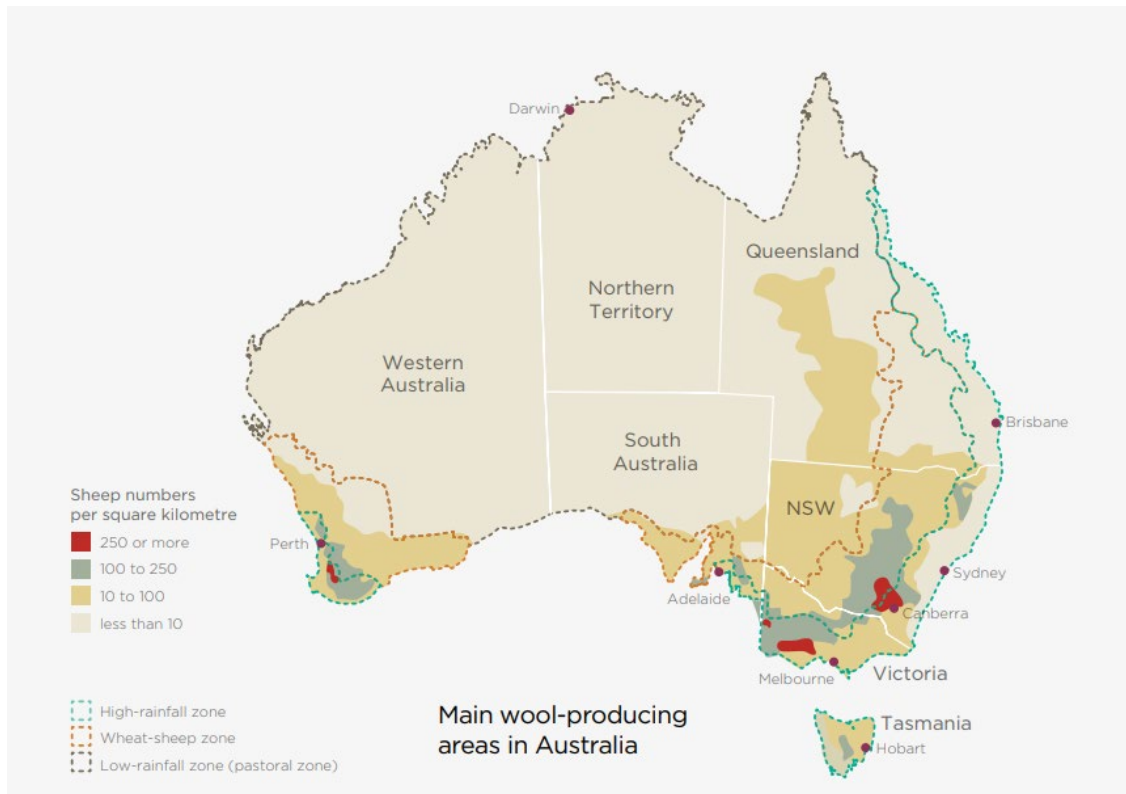 Darwin
Queensland
Northern
Territory
Western
Australia
South
Australia
Brisbane
NSW
Perth
Adelaide
Sydney
Canberra
Melbourne
Victoria
Tasmania
Hobart
Sheep numbers
per square kilometre
250 or more
100 to 250
10 to 100
less than 10
High-rainfall zone
Wheat-sheep zone
Low-rainfall zone (pastoral zone)
Main wool-producing
areas in Australia